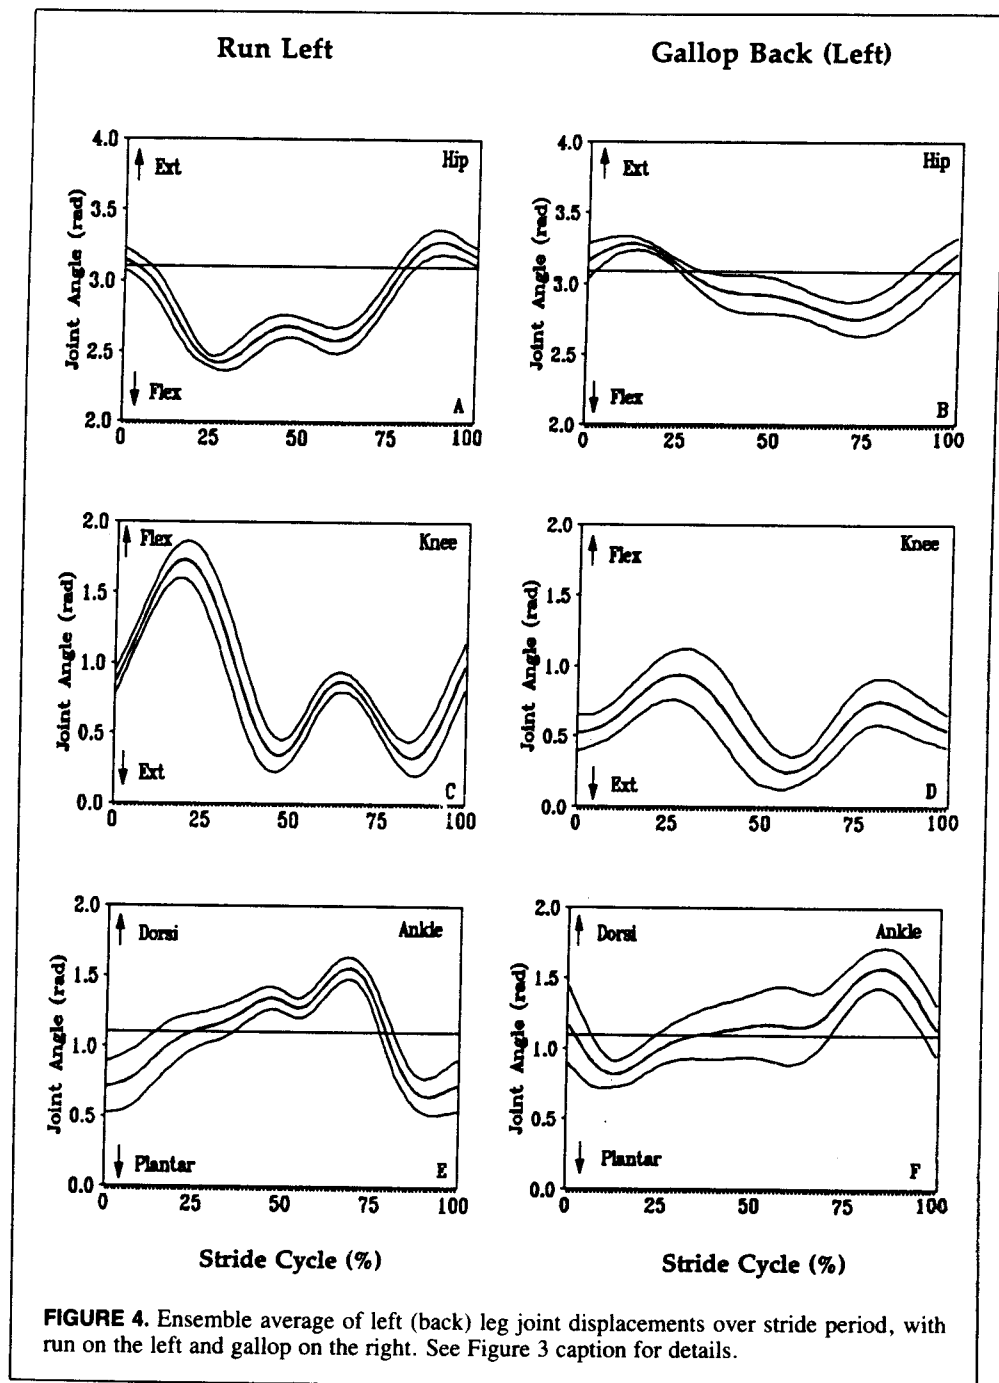 Run Left
Gallop Back (Left)
4.0
3.5
3.0
2.5
2.0
Joint Angle (rad)
Ext
Hip
Flex
A
0 25 50 75 100
4.0
3.5
3.0
2.5
2.0
Joint Angle (rad)
Ext
Hip
Flex
B
0 25 50 75 100
2.0
1.5
1.0
0.5
0.0
Joint Angle (rad)
Flex
Knee
Ext
C
0 25 50 75 100
2.0
1.5
1.0
0.5
0.0
Joint Angle (rad)
Flex
Knee
Ext
D
0 25 50 75 100
2.0
1.5
1.0
0.5
0.0
Joint Angle (rad)
Dorsi
Ankle
Plantar
E
0 25 50 75 100
2.0
1.5
1.0
0.5
0.0
Joint Angle (rad)
Dorsi
Ankle
Plantar
F
0 25 50 75 100
Stride Cycle (%)
Stride Cycle (%)
FIGURE 4. Ensemble average of left (back) leg joint displacements over stride period, with
run on the left and gallop on the right. See Figure 3 caption for details.